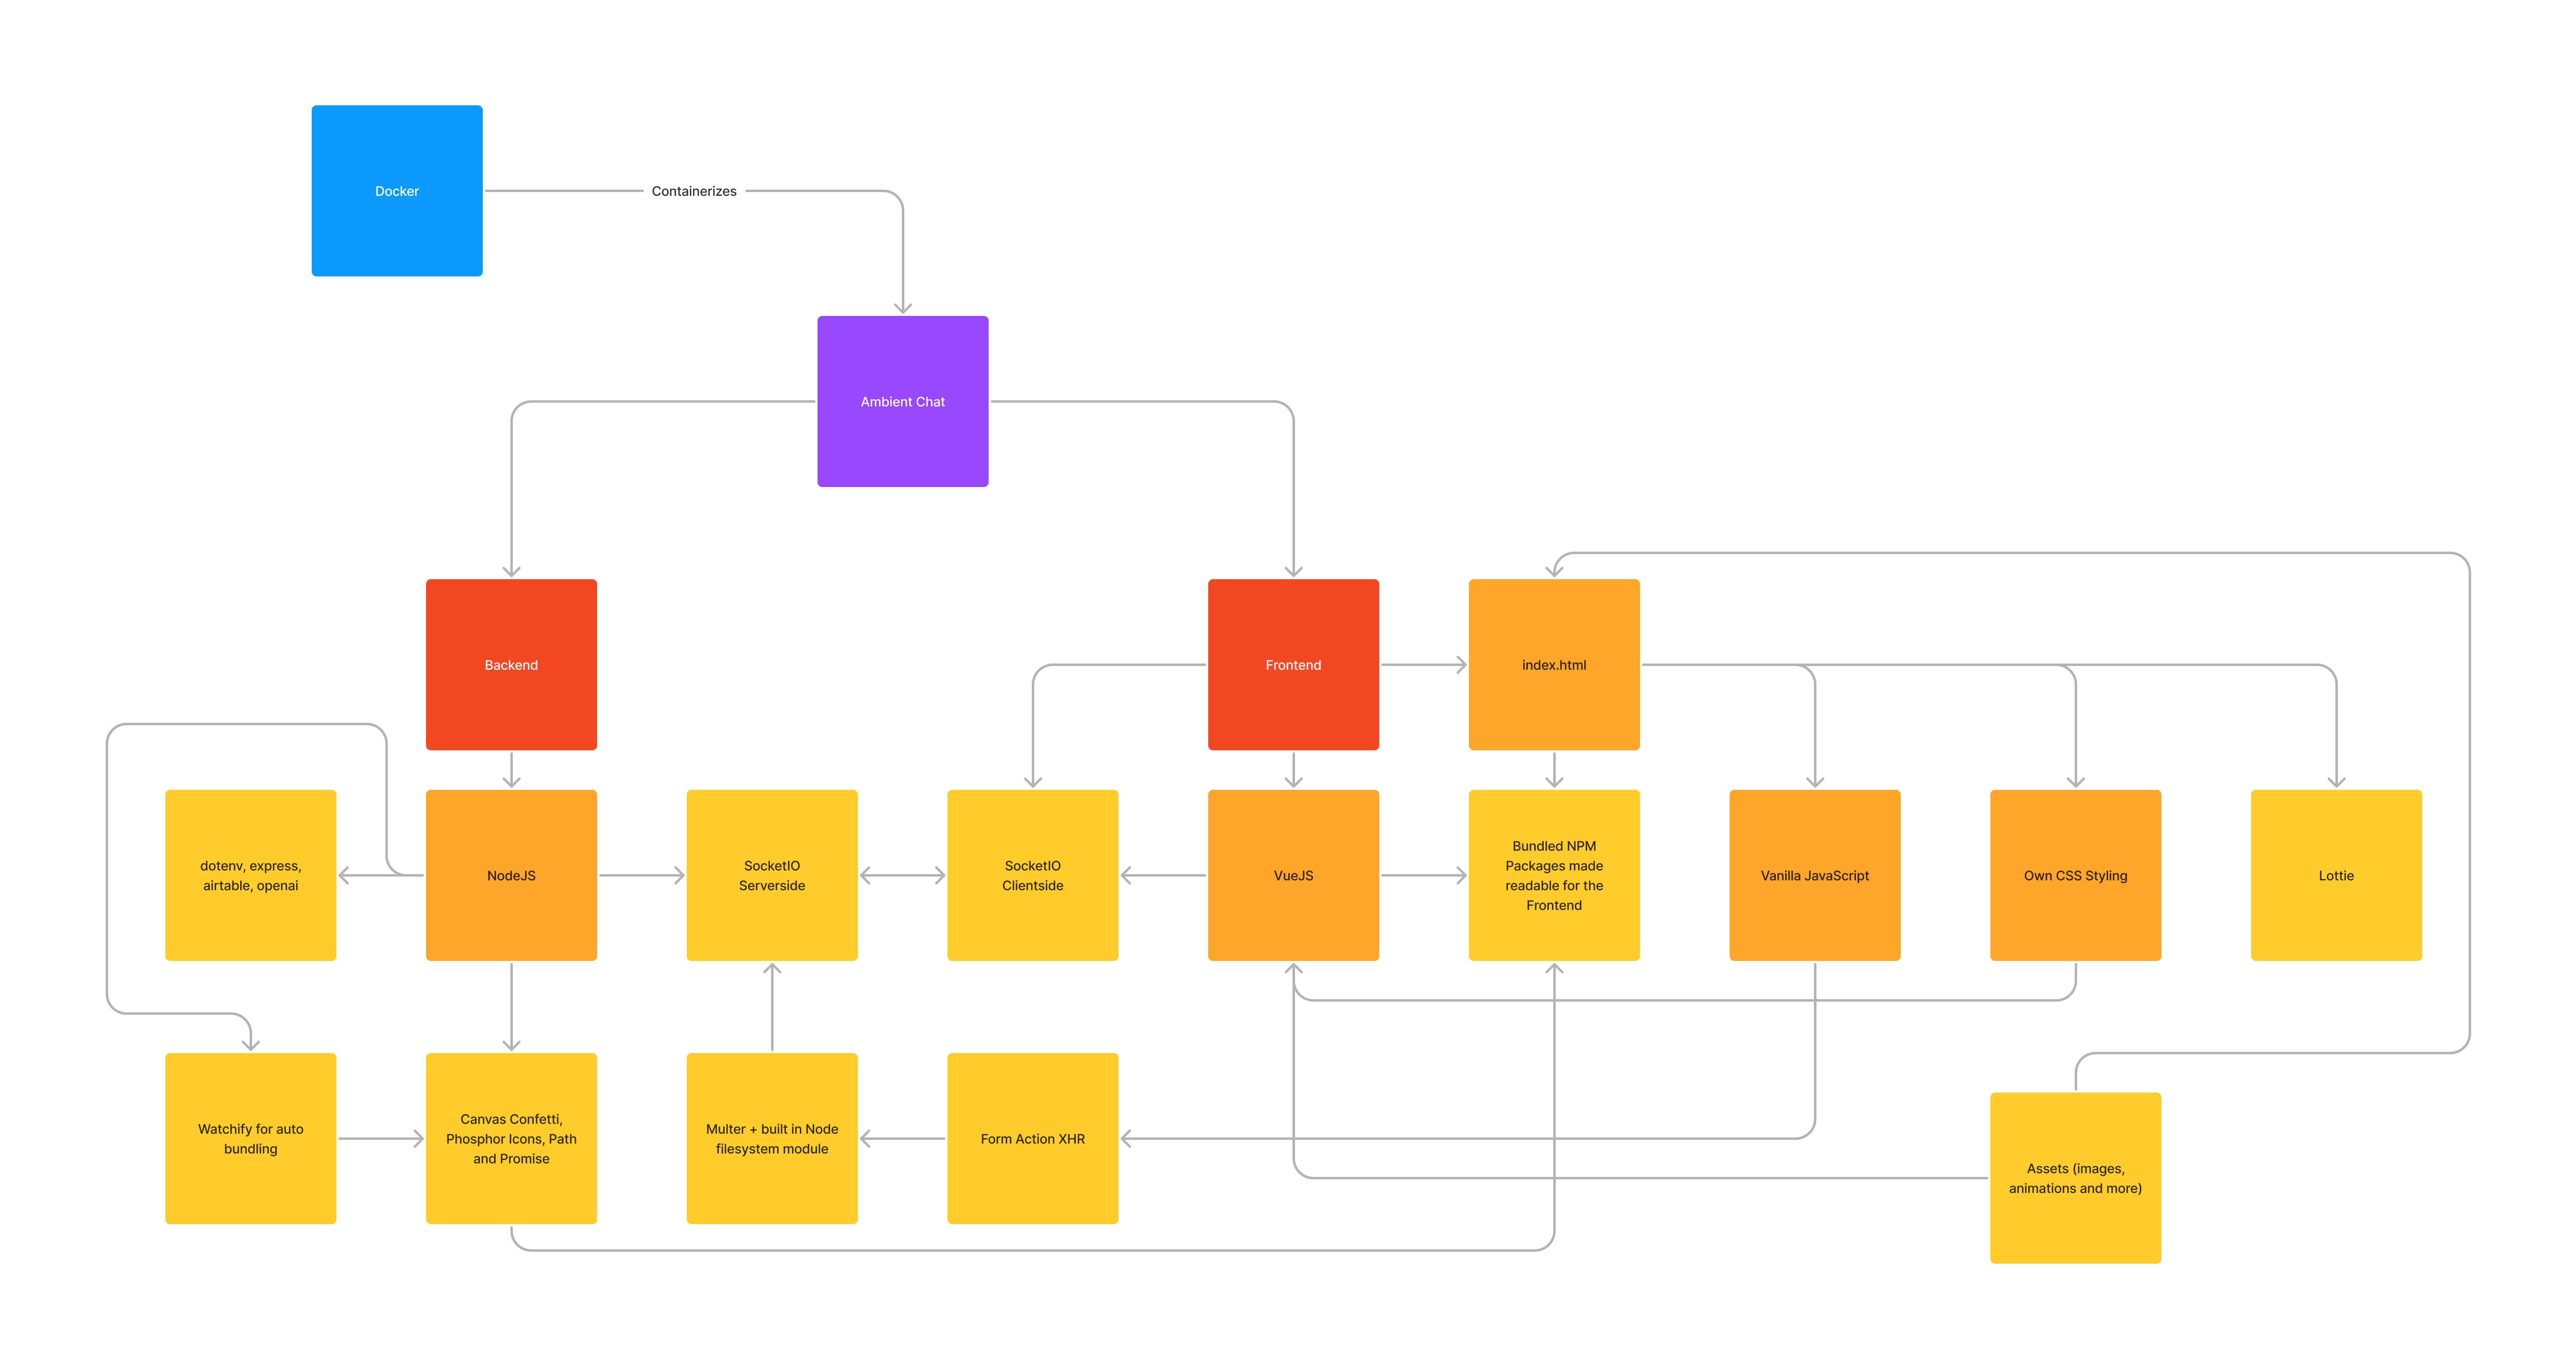 Docker
Containerizes
Ambient Chat
Backend
Frontend
index.html
dotenv, express,
airtable, openai
NodeJS
SocketIO
Serverside
SocketIO
Clientside
VueJS
Bundled NPM
Packages made
readable for the
Frontend
Vanilla JavaScript
Own CSS Styling
Lottie
Watchify for auto
bundling
Canvas Confetti,
Phosphor Icons, Path
and Promise
Multer + built in Node
filesystem module
Form Action XHR
Assets (images,
animations and more)